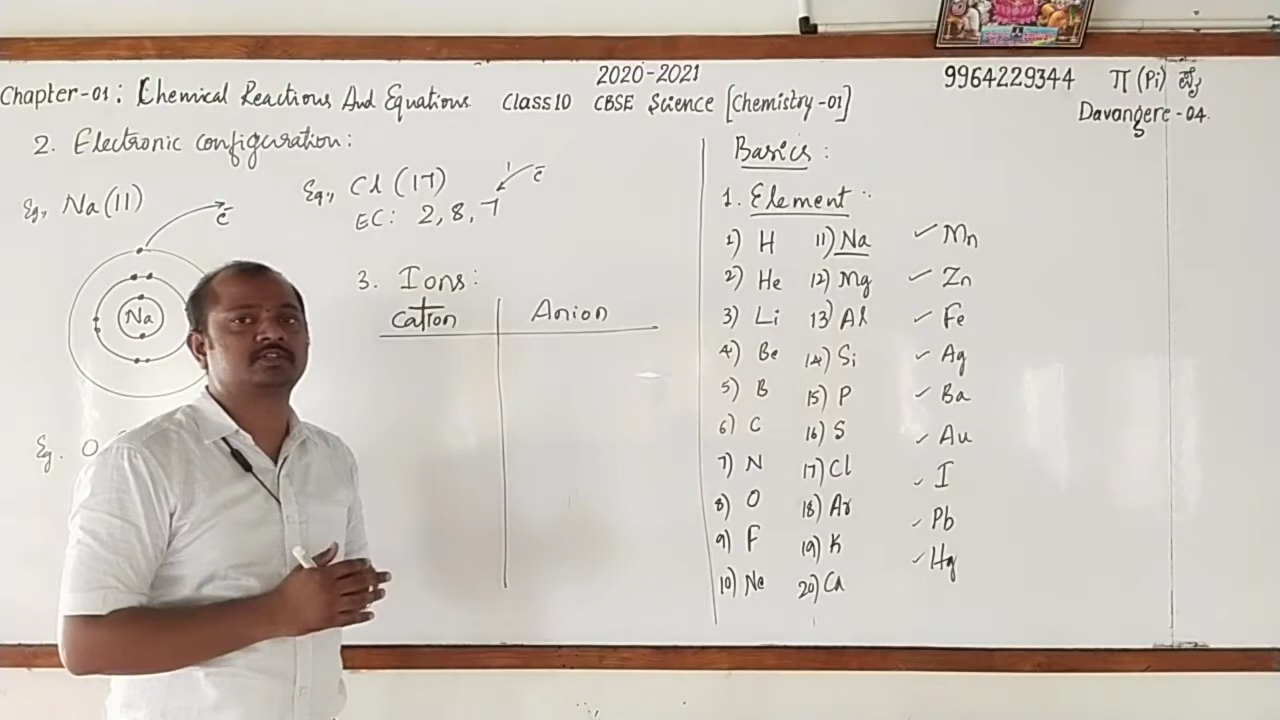 2020-2021
9964229344 π (Pi)
Chapter-01: Chemical Reactions And Equations Class 10 CBSE Science [Chemistry-01]
Davangere-04.
2. Electronic configuration:
Eg, Na(11)
e̅
Na
Eg, Cl (17)
e̅
EC: 2, 8, 7
3. Ions:
Cation Anion
Eg. O
Basics:
1. Element:
1) H 11) Na ✓Mn
2) He 12) Mg ✓Zn
3) Li 13) Al ✓Fe
4) Be 14) Si ✓Ag
5) B 15) P ✓Ba
6) C 16) S ✓Au
7) N 17) Cl ✓I
8) O 18) Ar ✓Pb
9) F 19) K ✓Hg
10) Ne 20) Ca